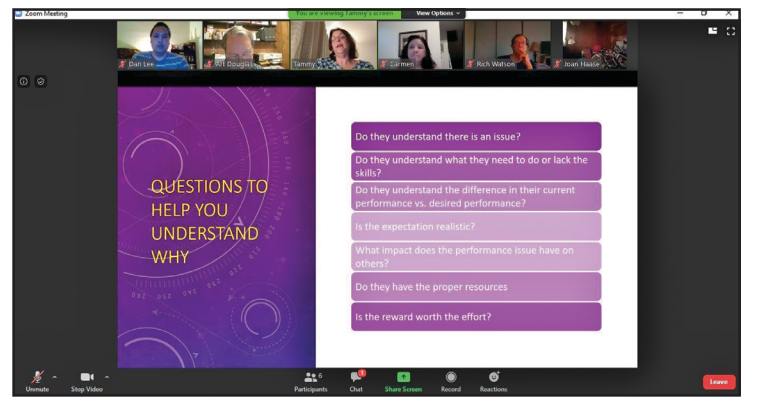 Zoom Meeting
You are viewing Tammy's screen
View Options
Dan Lee
Art Douglas
Tammy
Carmen
Rich Watson
Joan Haase
QUESTIONS TO
HELP YOU
UNDERSTAND
WHY
Do they understand there is an issue?
Do they understand what they need to do or lack the
skills?
Do they understand the difference in their current
performance vs. desired performance?
Is the expectation realistic?
What impact does the performance issue have on
others?
Do they have the proper resources
Is the reward worth the effort?
Unmute
Stop Video
6
Participants
1
Chat
Share Screen
Record
Reactions
Leave